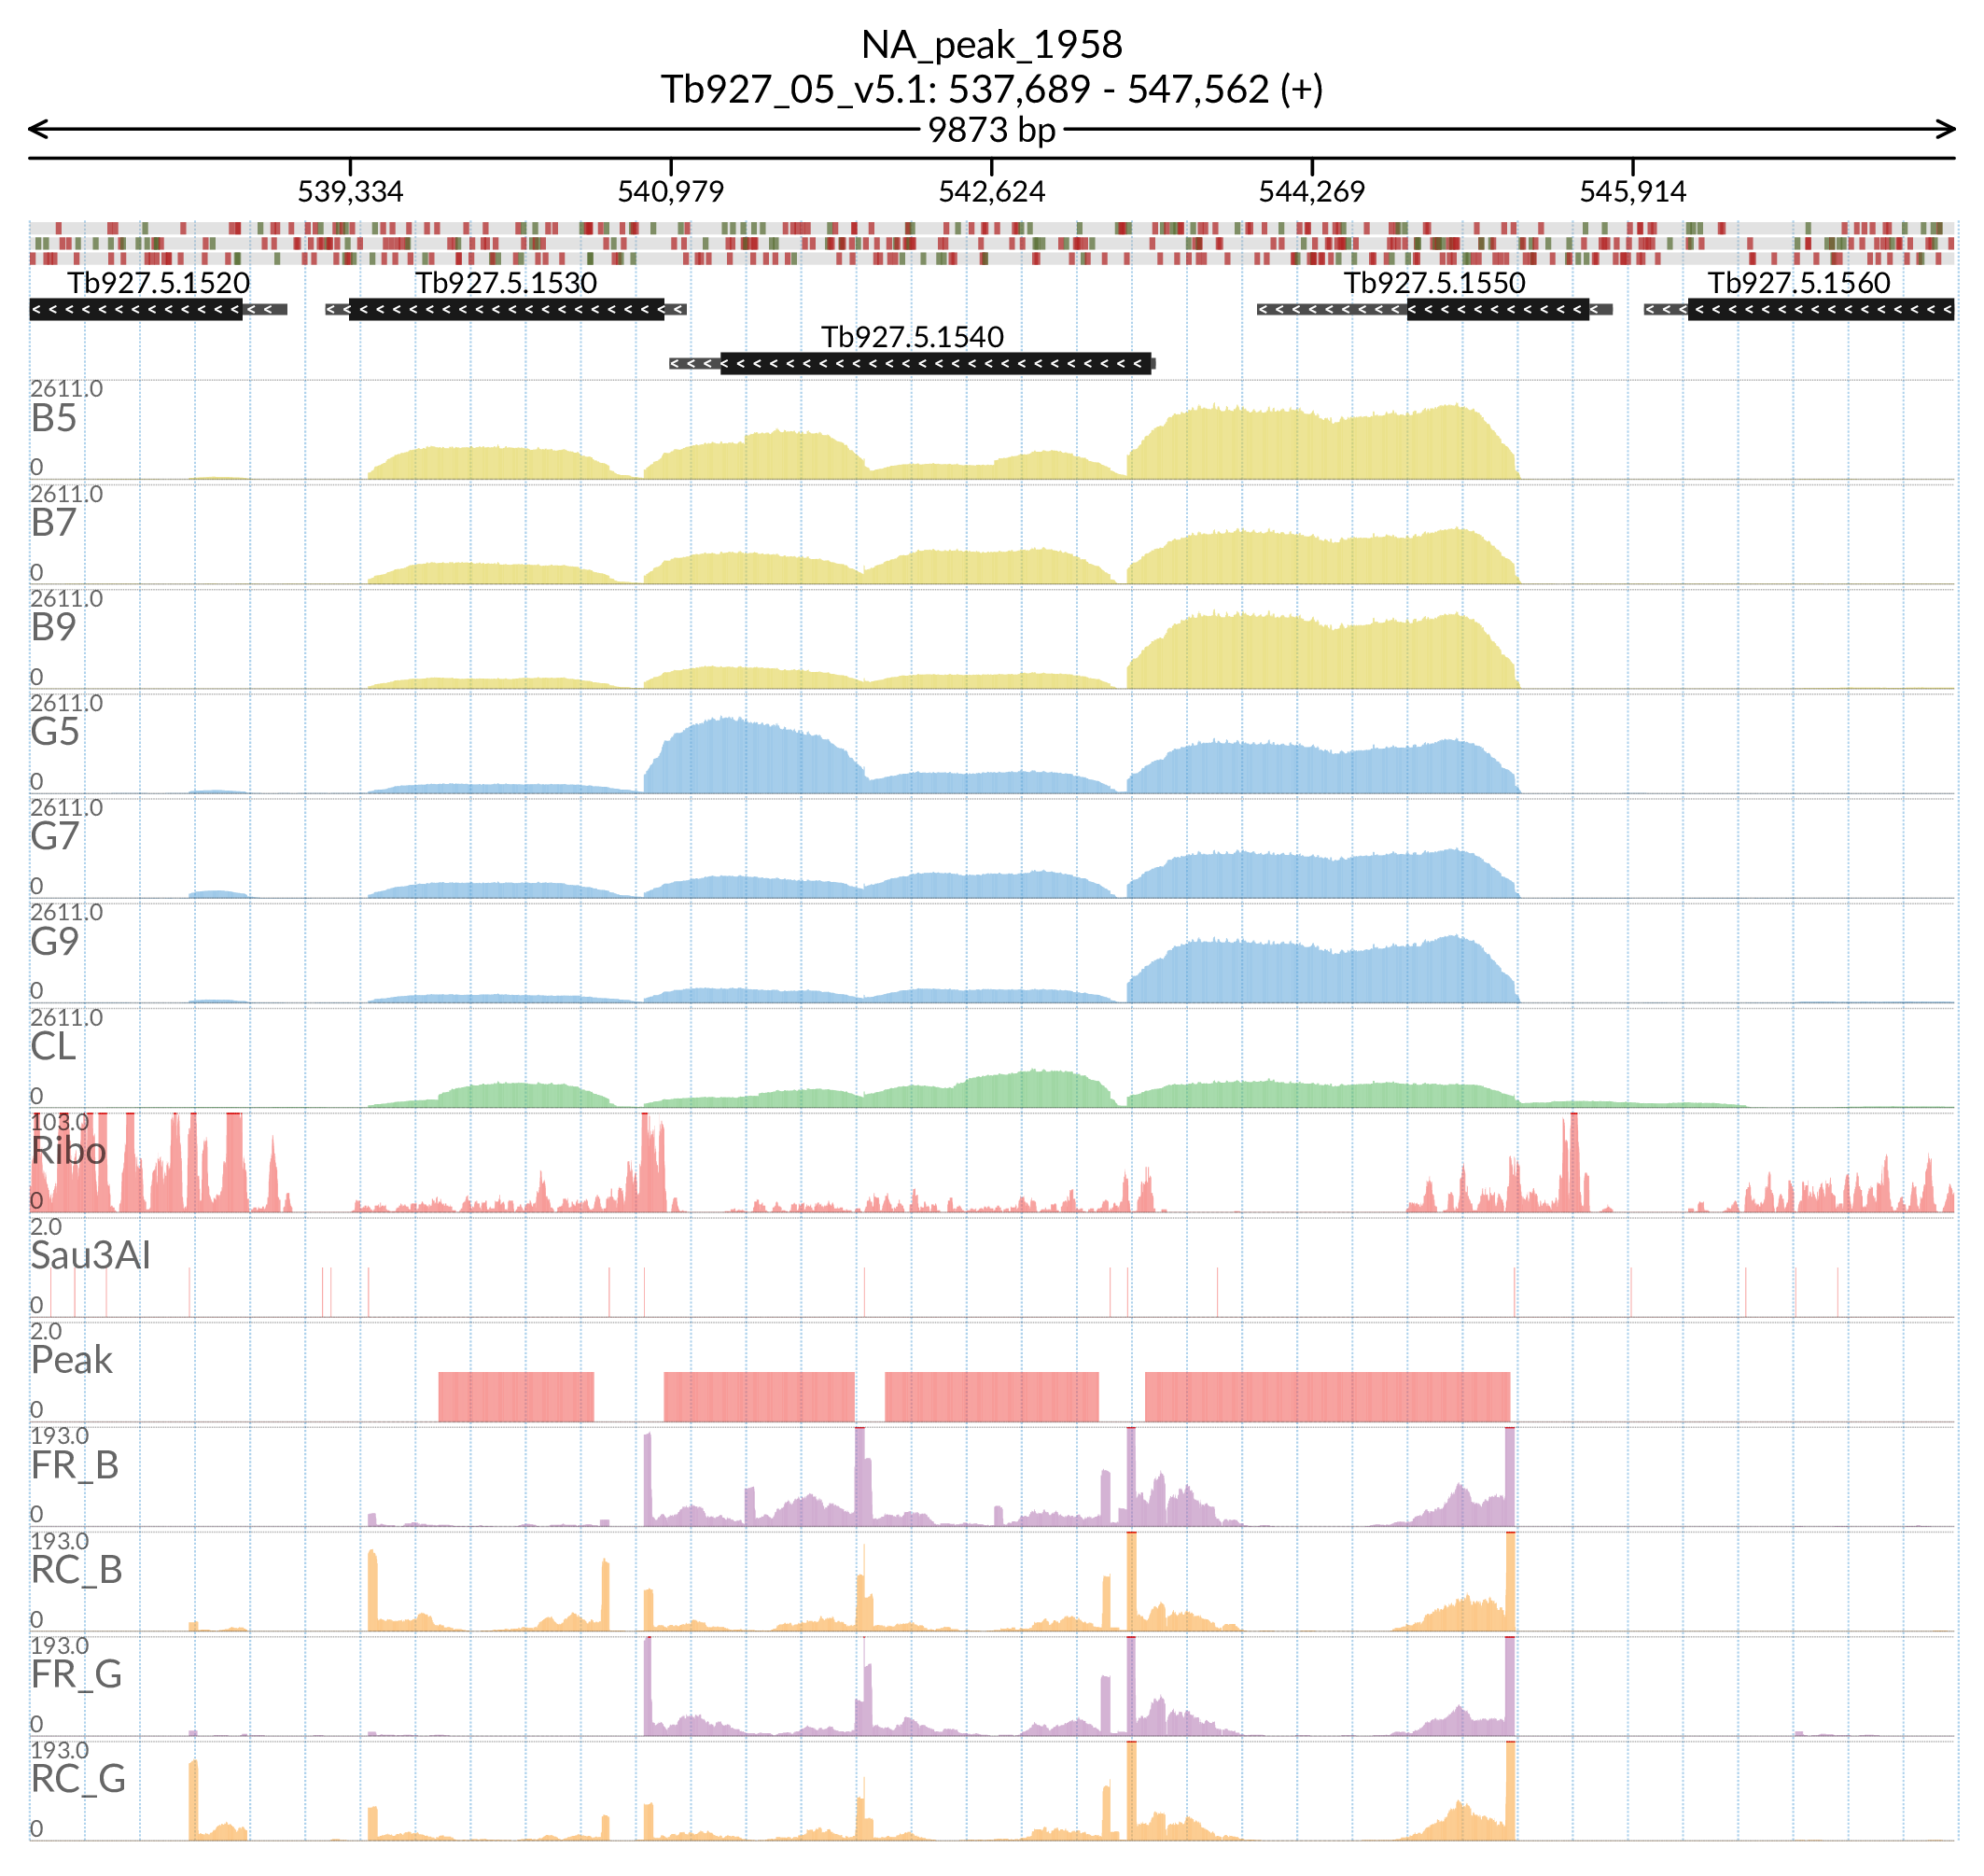 NA_peak_1958
Tb927_05_v5.1: 537,689 - 547,562 (+)
9873 bp
539,334 540,979 542,624 544,269 545,914
Tb927.5.1520 Tb927.5.1530 Tb927.5.1550 Tb927.5.1560
Tb927.5.1540
2611.0
B5
0
2611.0
B7
0
2611.0
B9
0
2611.0
G5
0
2611.0
G7
0
2611.0
G9
0
2611.0
CL
0
103.0
Ribo
0
2.0
Sau3AI
0
2.0
Peak
0
193.0
FR_B
0
193.0
RC_B
0
193.0
FR_G
0
193.0
RC_G
0